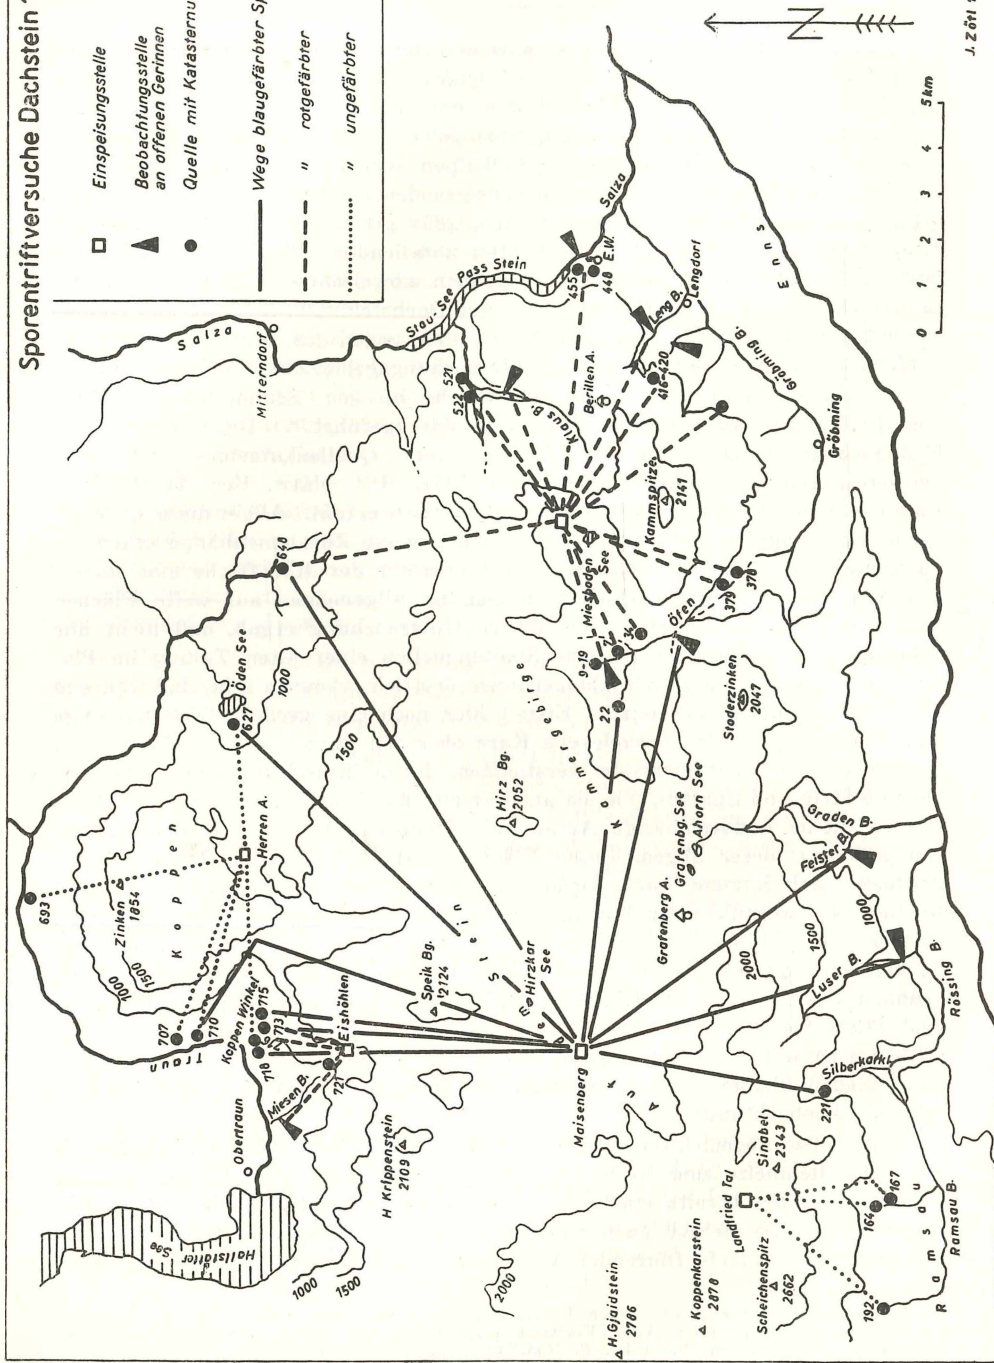 Sporentriftversuche Dachstein
Einspeisungsstelle
Beobachtungsstelle
an offenen Gerinnen
Quelle mit Katasternu
Wege blaugefärbter Sp
" rotgefärbter
" ungefärbter
J. Zötl
N
0 1 2 3 4 5 km
Salza
Mitterndorf
Stau. See
Pass Stein
Salza
E.W.
455
448
Leng B.
Lengdorf
Enns
Gröbming B.
Gröbming
521
522
Klaus B.
Berillen A.
416-420
Kammspitze
2141
Miesboden
See
640
Öden See
627
1000
1500
9-19
34
22
Öfen
379
378
Stoderzinken
2047
Kammergebirg
Hirz Bg.
2052
693
Zinken
1854
Koppen
1000
1500
Herren A.
707
710
Traun
Koppen Winkel
715
713
718
Miesen B.
721
Eishöhlen
Obertraun
Hallstätter
See
1000
1500
H Krippenstein
2109
Speik Bg.
2124
Hirzkar
See
Stein
Maisenberg
Grafenberg A.
Grafenbg. See
Ahorn See
2000
1500
1000
Graden B.
Feister B.
Luser B.
Rössing B.
Silberkarkl.
221
Sinabel
2343
Landfried Tal
164
167
192
Ramsau
Ramsau B.
Scheichenspitz
2662
Koppenkarstein
2878
H. Gjaidstein
2786
2000